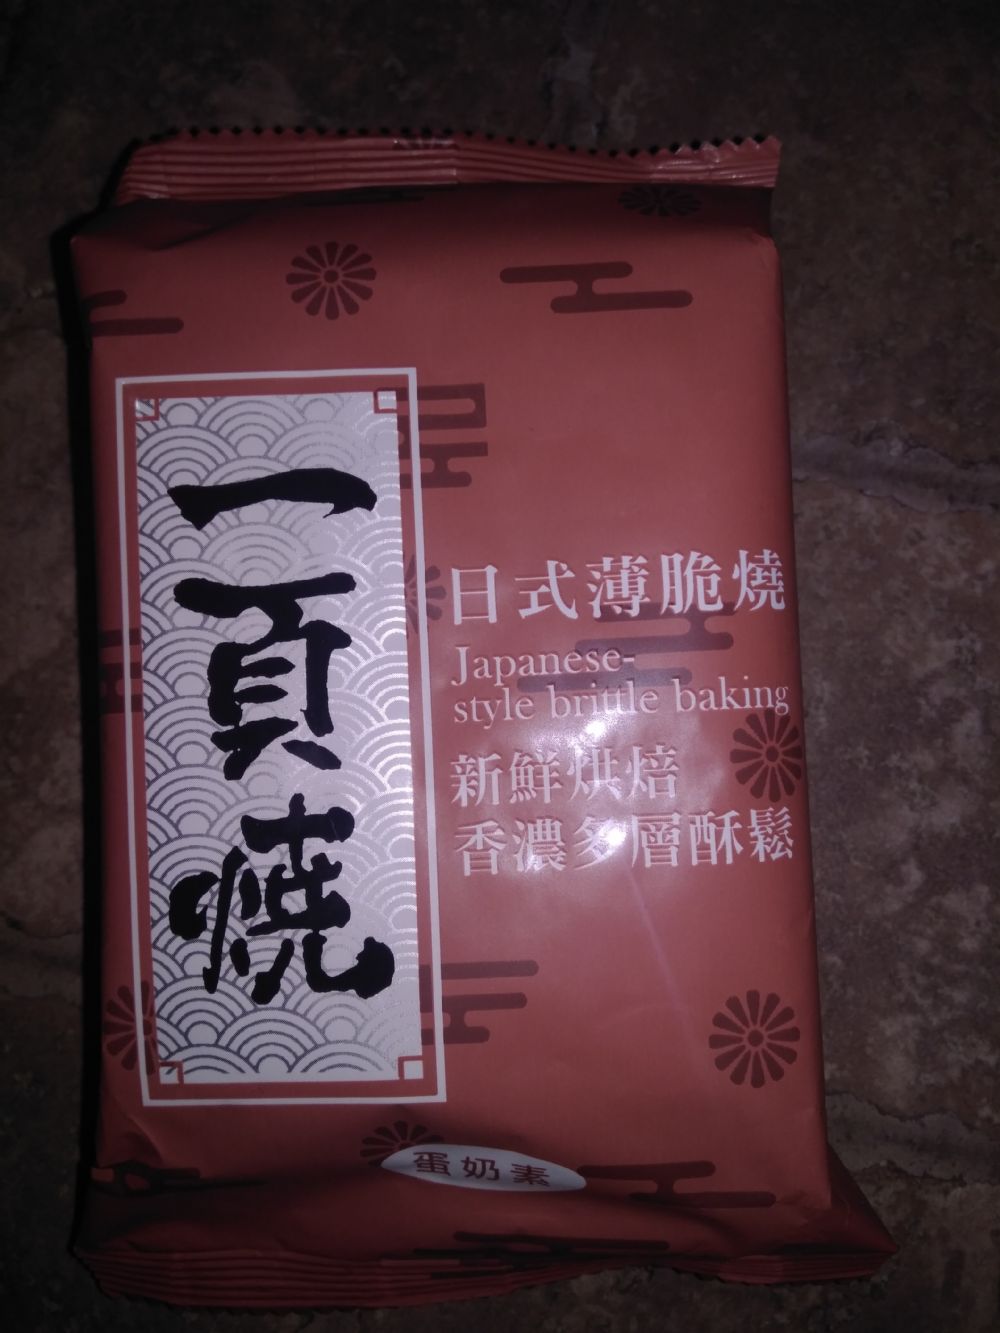 一頁燒
日式薄脆燒
Japanese-
style brittle baking
新鮮烘焙
香濃多層酥鬆
蛋奶素